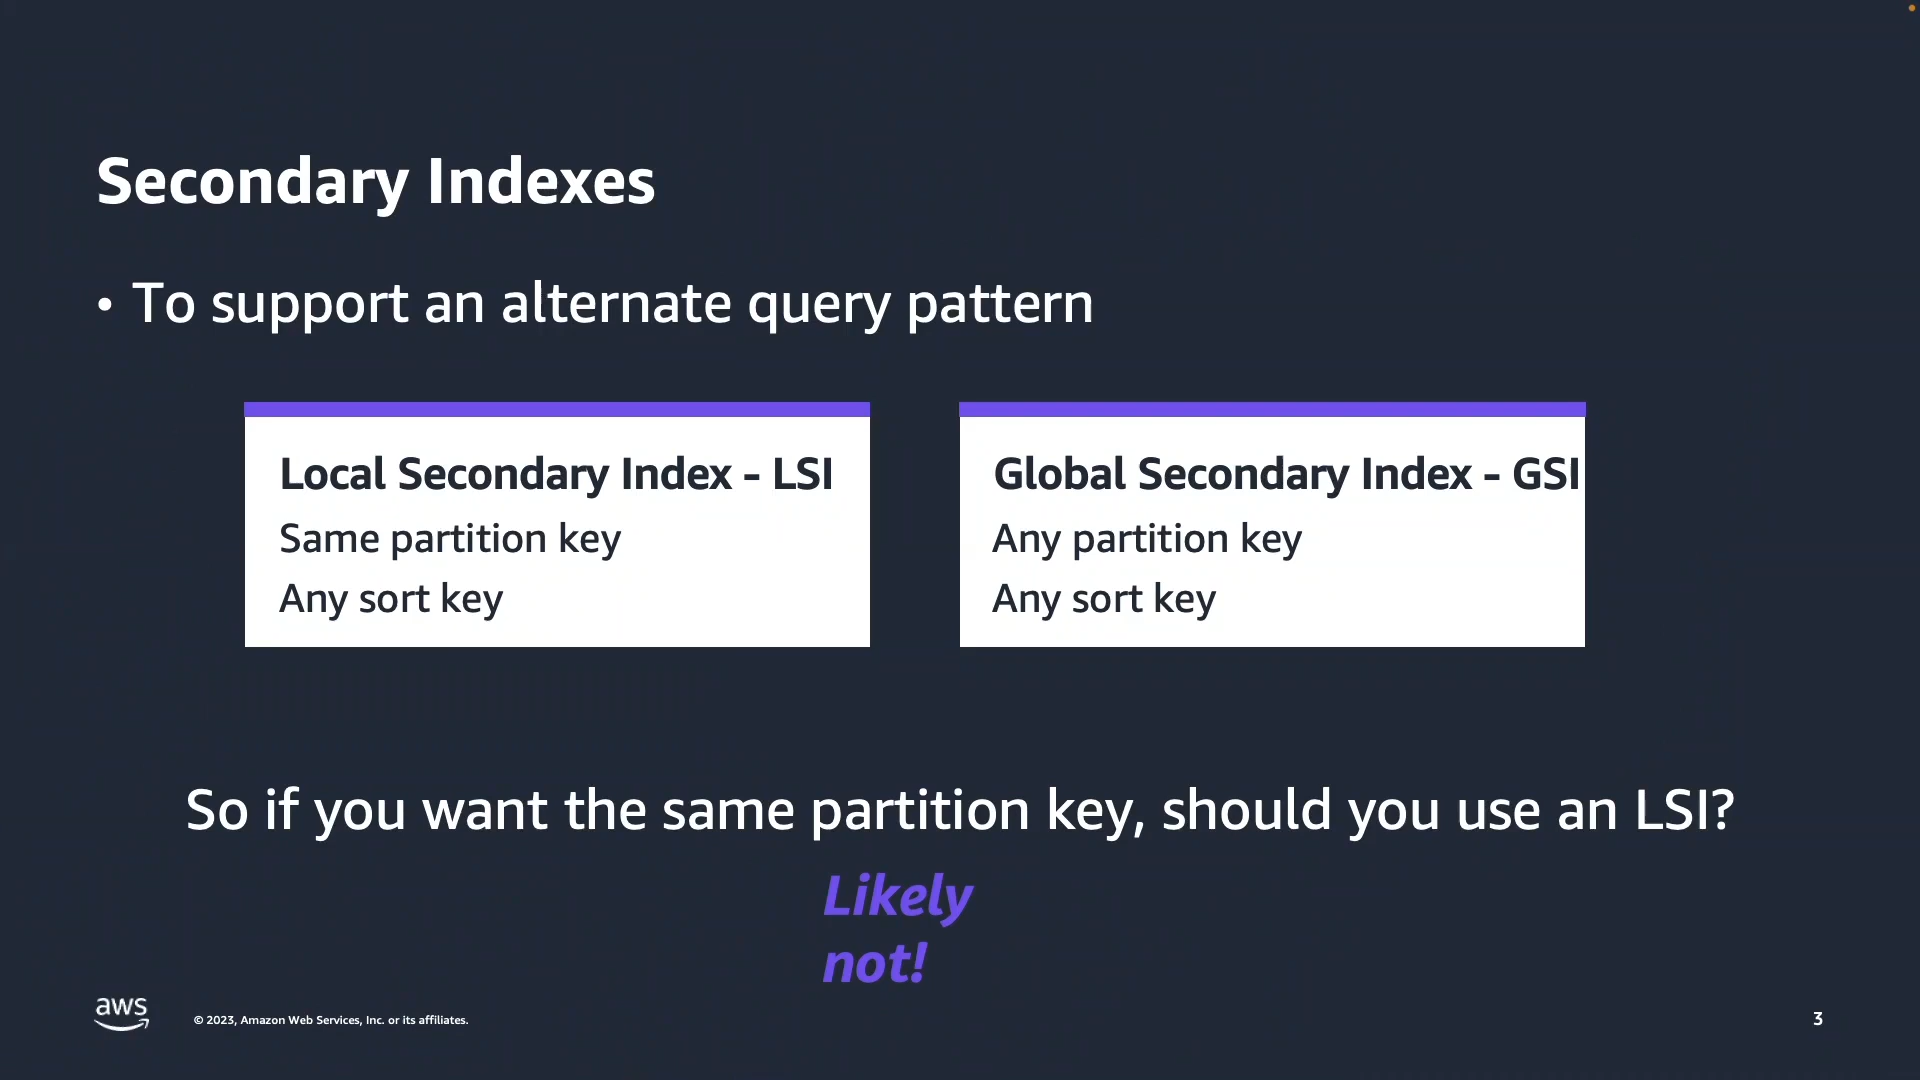 Secondary Indexes
• To support an alternate query pattern
Local Secondary Index - LSI
Same partition key
Any sort key
Global Secondary Index - GSI
Any partition key
Any sort key
So if you want the same partition key, should you use an LSI?
Likely
not!
aws
© 2023, Amazon Web Services, Inc. or its affiliates.
3